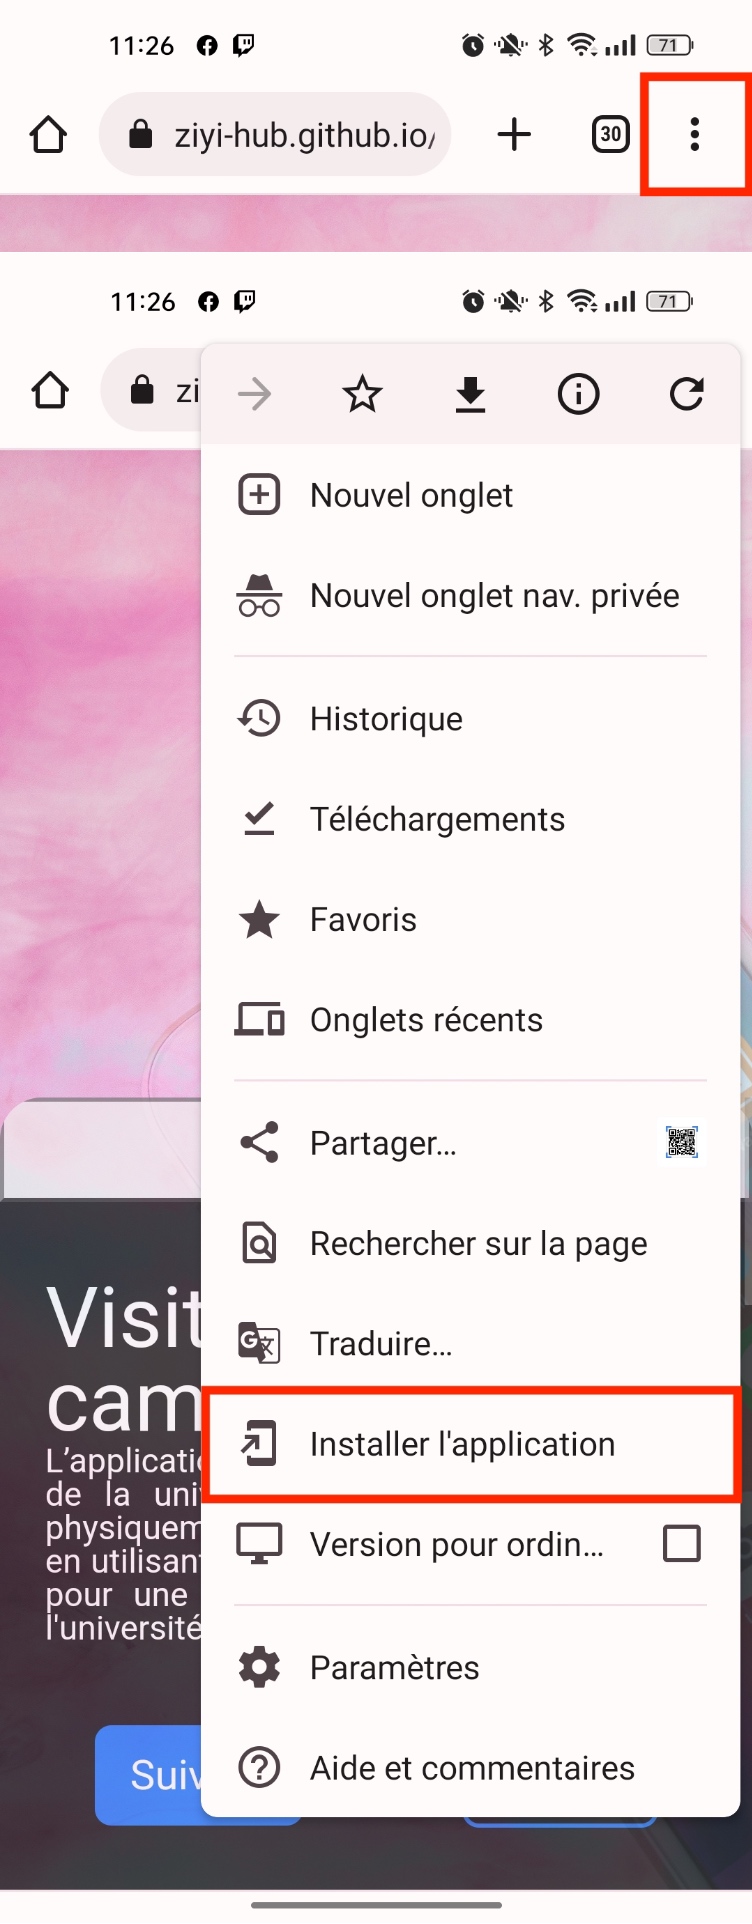 11:26
71
ziyi-hub.github.io/
30
11:26
71
zi
Nouvel onglet
Nouvel onglet nav. privée
Historique
Téléchargements
Favoris
Onglets récents
Partager...
Rechercher sur la page
Traduire...
Installer l'application
Version pour ordin...
Paramètres
Aide et commentaires
Visit
cam
L’applicati
de la uni
physiquem
en utilisan
pour une
l'université
Suiv